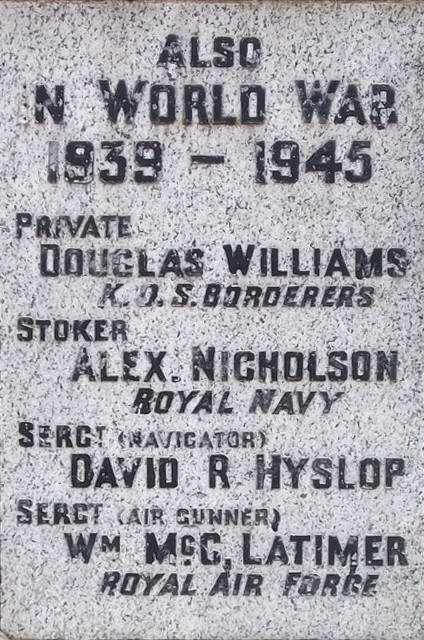 ALSO
IN WORLD WAR
1939 - 1945
PRIVATE
DOUGLAS WILLIAMS
K.O.S.BORDERERS
STOKER
ALEX. NICHOLSON
ROYAL NAVY
SERGT (NAVIGATOR)
DAVID R HYSLOP
SERGT (AIR GUNNER)
WM McC. LATIMER
ROYAL AIR FORCE